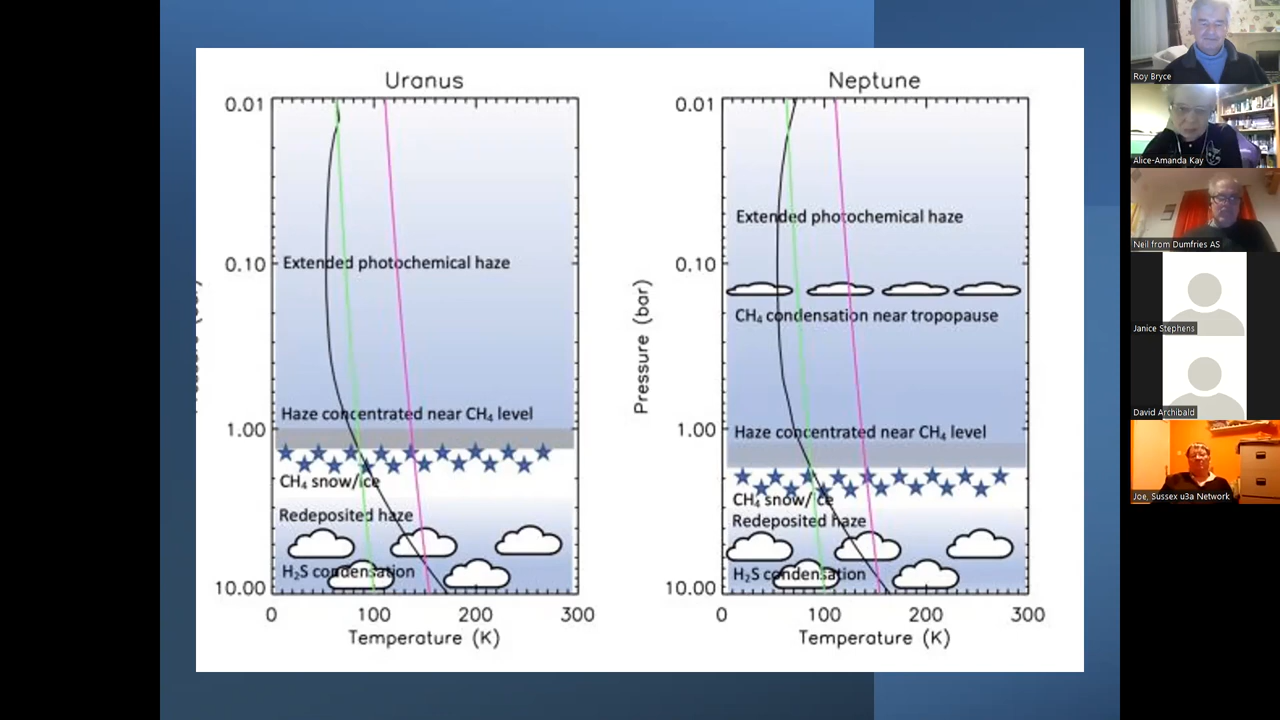 Uranus
0.01
0.10
1.00
10.00
Extended photochemical haze
Haze concentrated near CH₄ level
CH₄ snow/ice
Redeposited haze
H₂S condensation
0 100 200 300
Temperature (K)
Neptune
Pressure (bar)
0.01
0.10
1.00
10.00
Extended photochemical haze
CH₄ condensation near tropopause
Haze concentrated near CH₄ level
CH₄ snow/ice
Redeposited haze
H₂S condensation
0 100 200 300
Temperature (K)
Roy Bryce
Alice-Amanda Kay
Neil from Dumfries AS
Janice Stephens
David Archibald
Joe, Sussex u3a Network